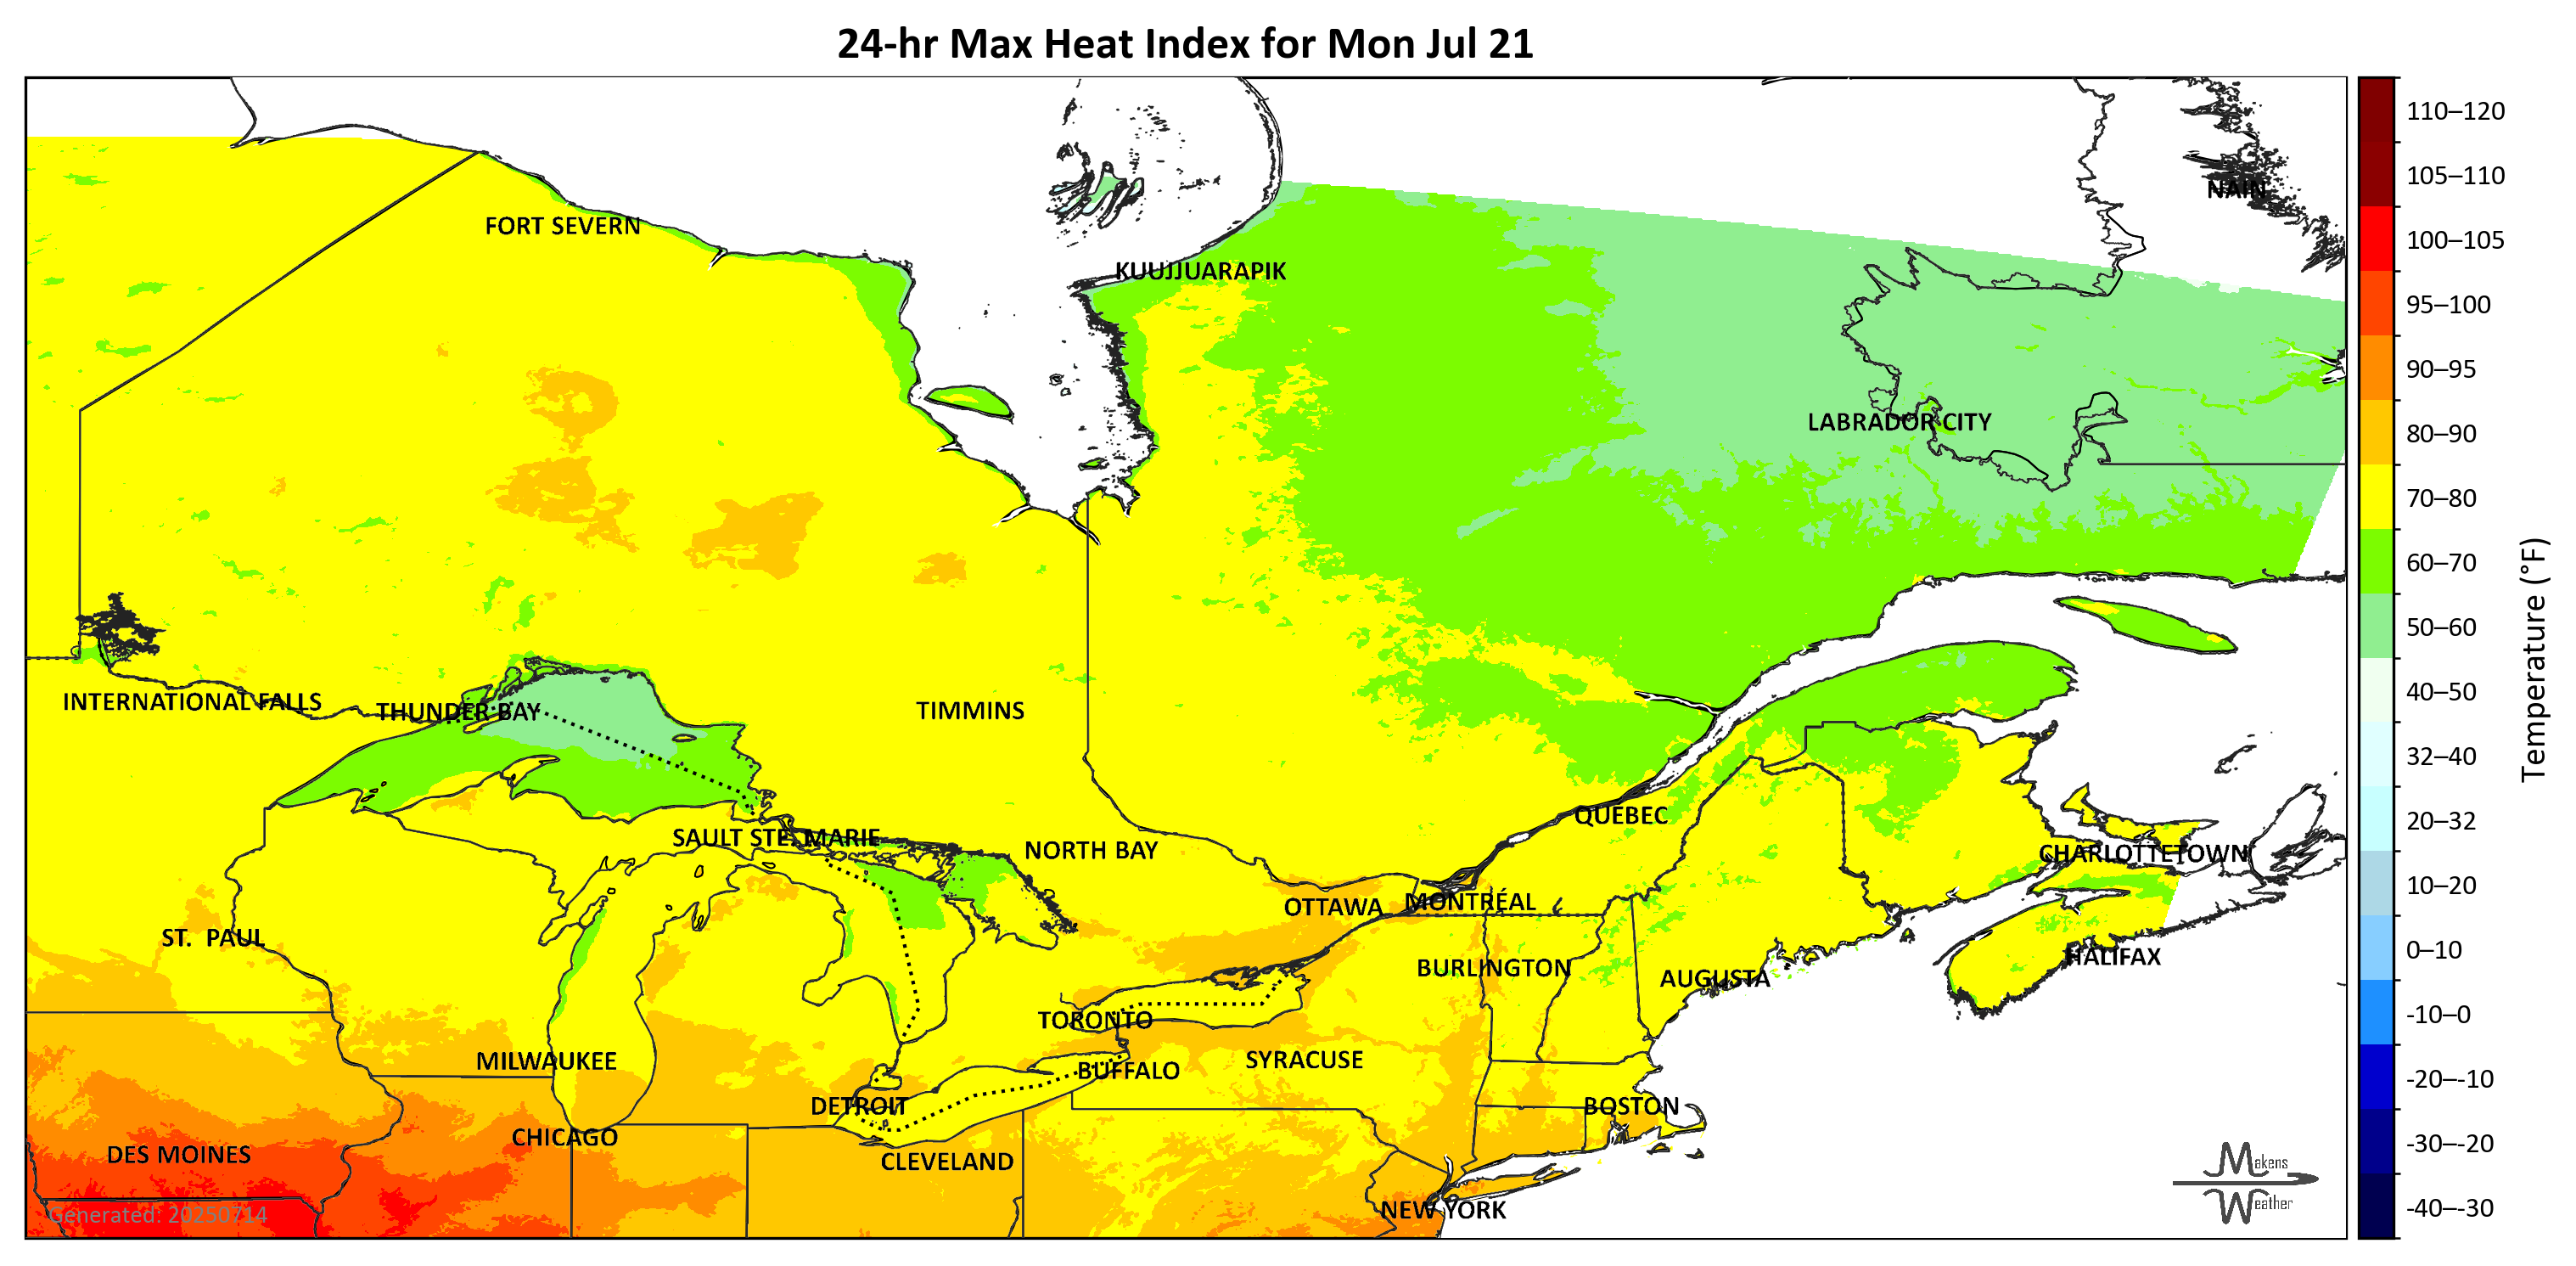 24-hr Max Heat Index for Mon Jul 21
110–120
105–110
NAIN
FORT SEVERN
100–105
KUUJJUARAPIK
95–100
90–95
LABRADOR CITY
80–90
70–80
60–70
50–60
Temperature (°F)
40–50
INTERNATIONAL FALLS
THUNDER BAY
TIMMINS
32–40
QUÉBEC
20–32
SAULT STE. MARIE
NORTH BAY
CHARLOTTETOWN
10–20
OTTAWA
MONTRÉAL
ST. PAUL
0–10
HALIFAX
BURLINGTON
AUGUSTA
-10–0
TORONTO
MILWAUKEE
SYRACUSE
BUFFALO
-20–-10
DETROIT
BOSTON
CHICAGO
-30–-20
DES MOINES
CLEVELAND
Makens
Weather
NEW YORK
-40–-30
Generated: 20250714